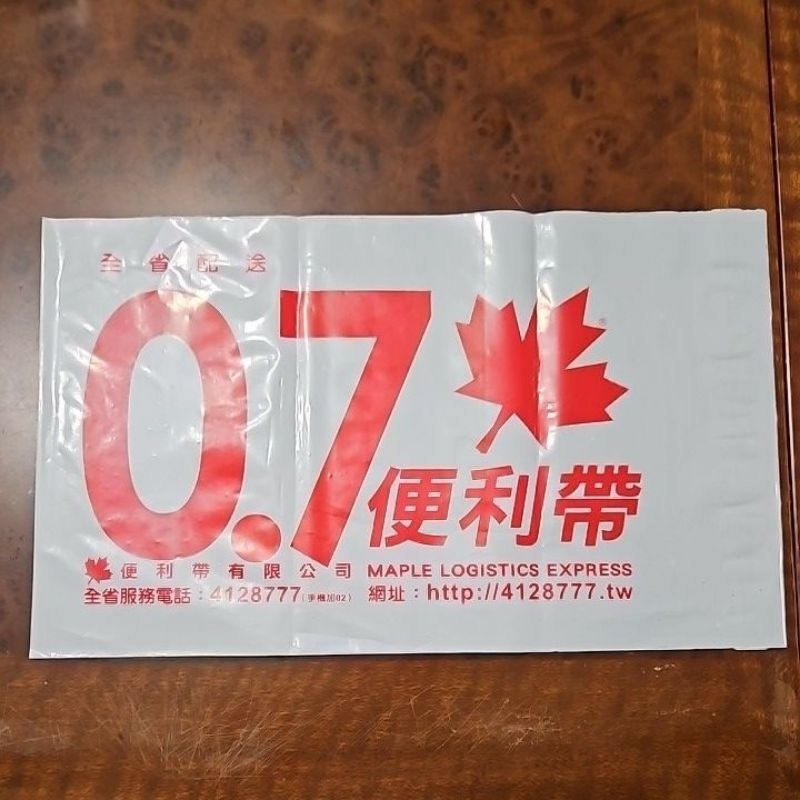 全省配送
0.7
®
便利帶
便利帶有限公司 MAPLE LOGISTICS EXPRESS
全省服務電話：4128777（手機加02） 網址：http://4128777.tw